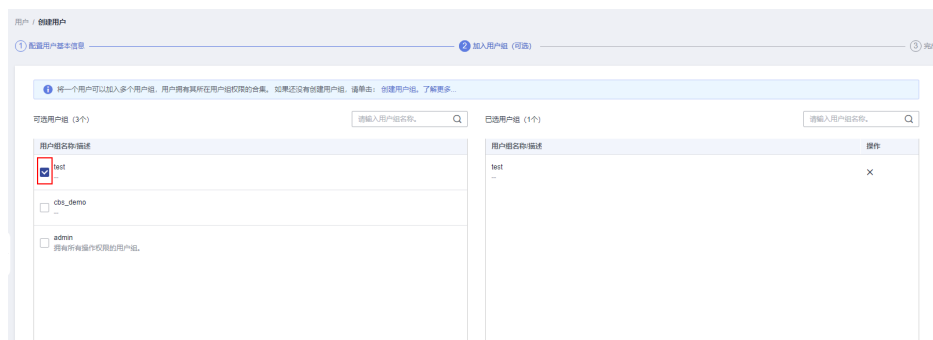 用户 / 创建用户
1 配置用户基本信息
2 加入用户组 (可选)
3 完
将一个用户可以加入多个用户组，用户拥有其所在用户组权限的合集。 如果还没有创建用户组，请单击： 创建用户组。了解更多...
可选用户组 (3个)
请输入用户组名称。
已选用户组 (1个)
请输入用户组名称。
用户组名称/描述
test
--
cbs_demo
--
admin
拥有所有操作权限的用户组。
用户组名称/描述 操作
test
--